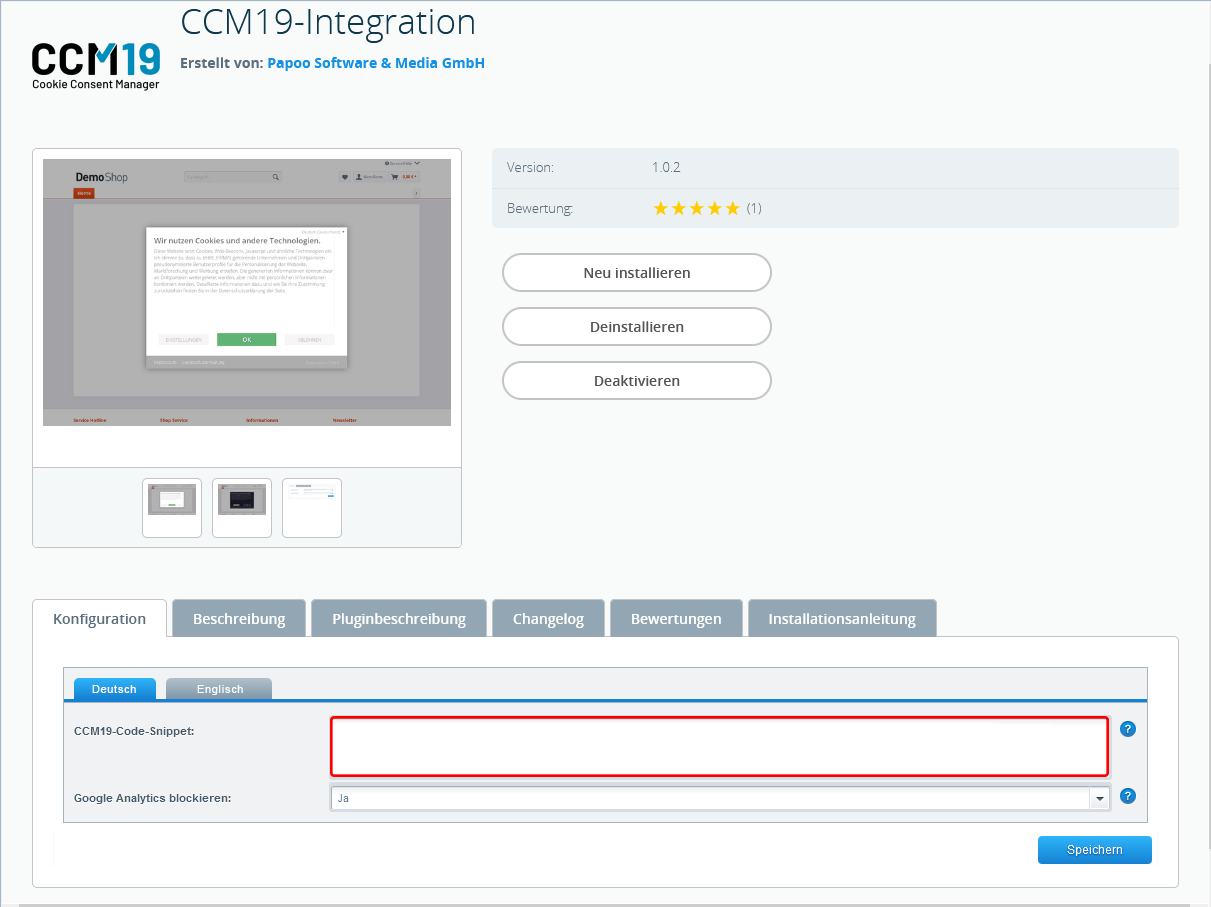 CCM19-Integration
CCM19
Cookie Consent Manager
Erstellt von: Papoo Software & Media GmbH
DemoShop
Home
Wir nutzen Cookies und andere Technologien.
EINSTELLUNGEN
OK
ABLEHNEN
Service Hotline
Shop Service
Informationen
Newsletter
Version: 1.0.2
Bewertung: (1)
Neu installieren
Deinstallieren
Deaktivieren
Konfiguration
Beschreibung
Pluginbeschreibung
Changelog
Bewertungen
Installationsanleitung
Deutsch
Englisch
CCM19-Code-Snippet:
?
Google Analytics blockieren:
Ja
?
Speichern